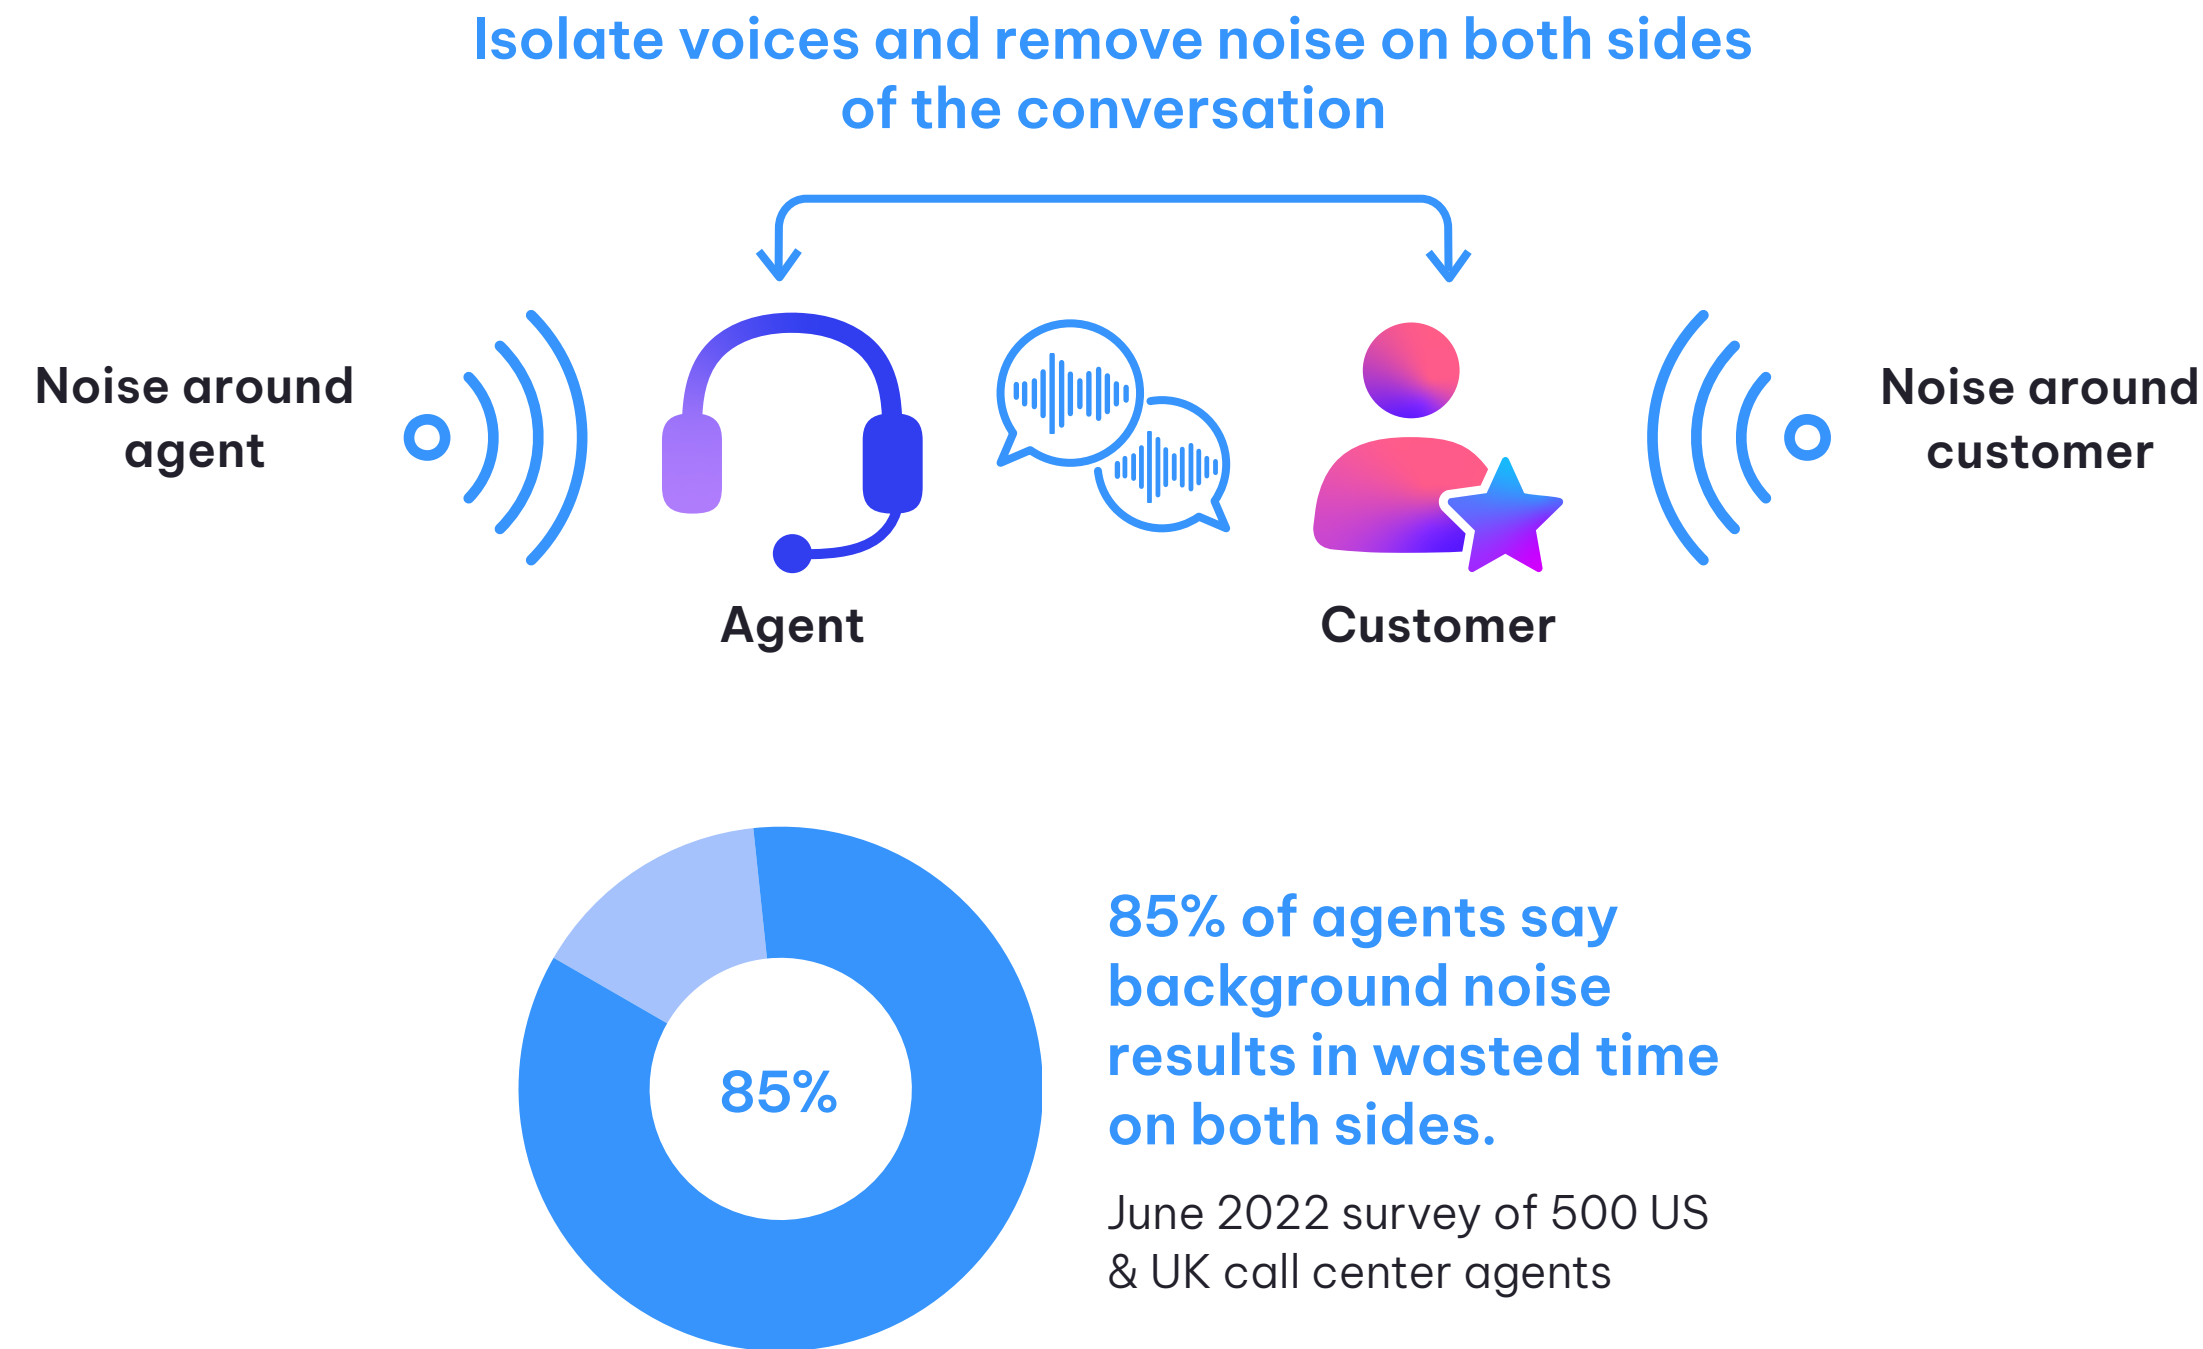 Isolate voices and remove noise on both sides
of the conversation
Noise around
agent
Noise around
customer
Agent
Customer
85%
85% of agents say
background noise
results in wasted time
on both sides.
June 2022 survey of 500 US
& UK call center agents